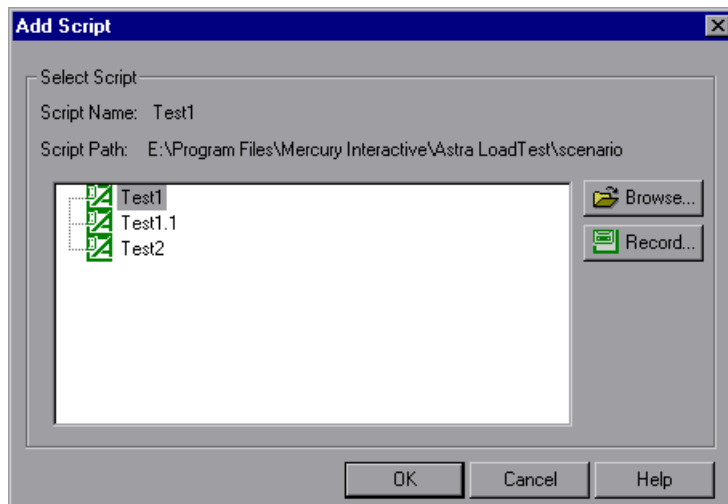 Add Script
Select Script
Script Name: Test1
Script Path: E:\Program Files\Mercury Interactive\Astra LoadTest\scenario
Test1
Test1.1
Test2
Browse...
Record...
OK
Cancel
Help